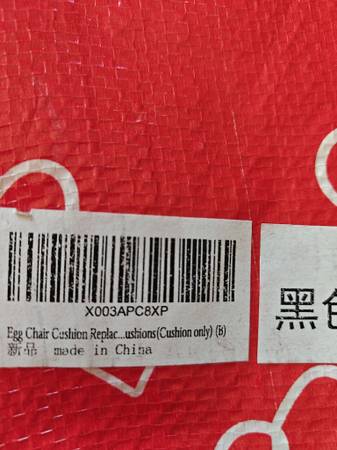 X003APC8XP
Egg Chair Cushion Replac...ushions(Cushion only) (B)
新品 made in China
黑色